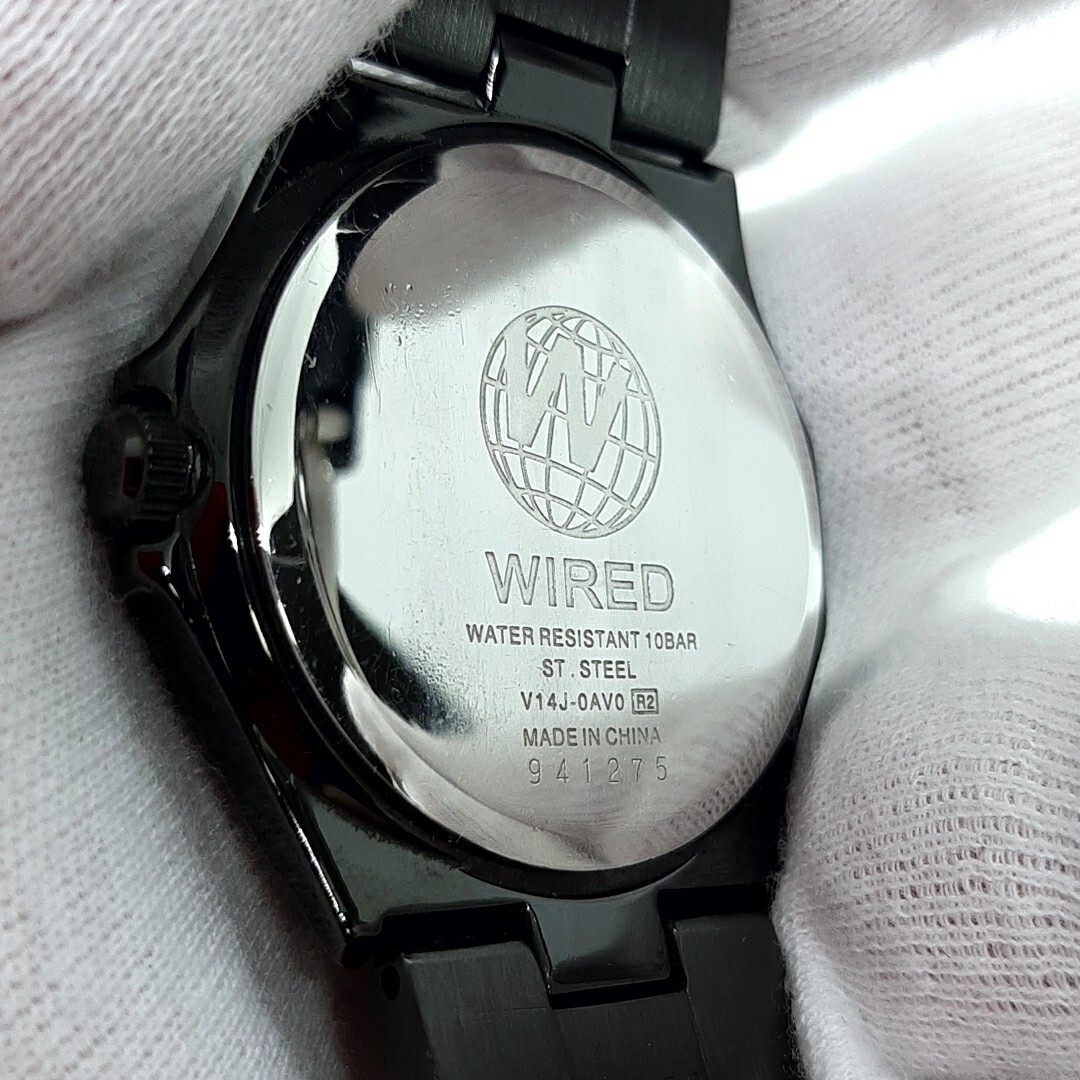 W
WIRED
WATER RESISTANT 10BAR
ST. STEEL
V14J-0AV0 R2
MADE IN CHINA
941275